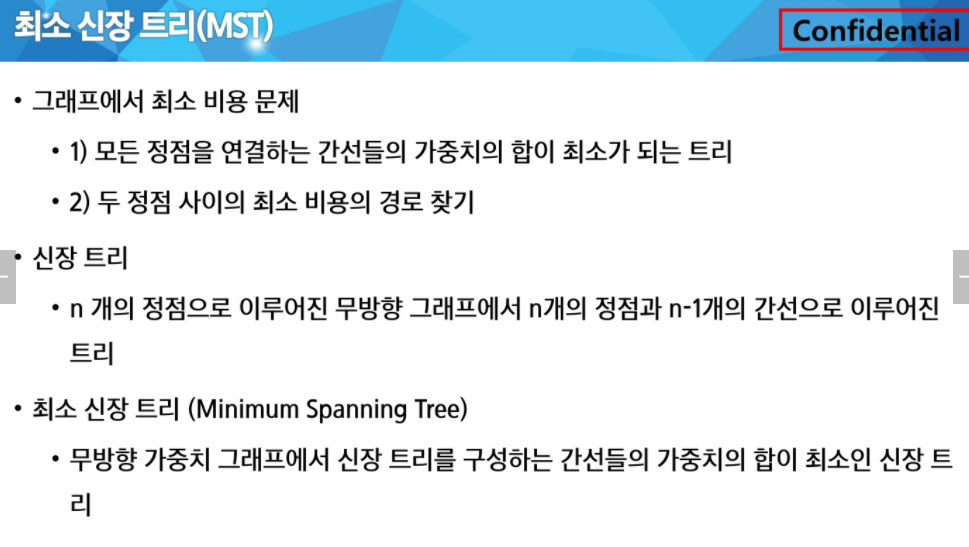 최소 신장 트리(MST)
Confidential
• 그래프에서 최소 비용 문제
• 1) 모든 정점을 연결하는 간선들의 가중치의 합이 최소가 되는 트리
• 2) 두 정점 사이의 최소 비용의 경로 찾기
• 신장 트리
• n 개의 정점으로 이루어진 무방향 그래프에서 n개의 정점과 n-1개의 간선으로 이루어진
트리
• 최소 신장 트리 (Minimum Spanning Tree)
• 무방향 가중치 그래프에서 신장 트리를 구성하는 간선들의 가중치의 합이 최소인 신장 트
리